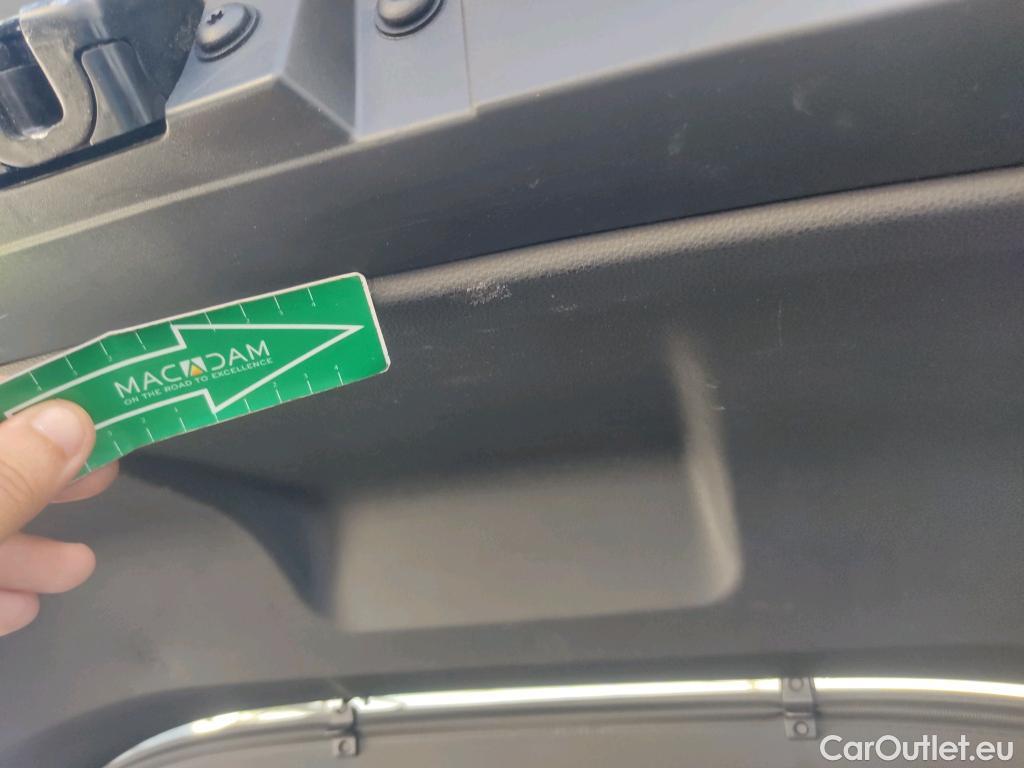 MACADAM
ON THE ROAD TO EXCELLENCE
CarOutlet.eu